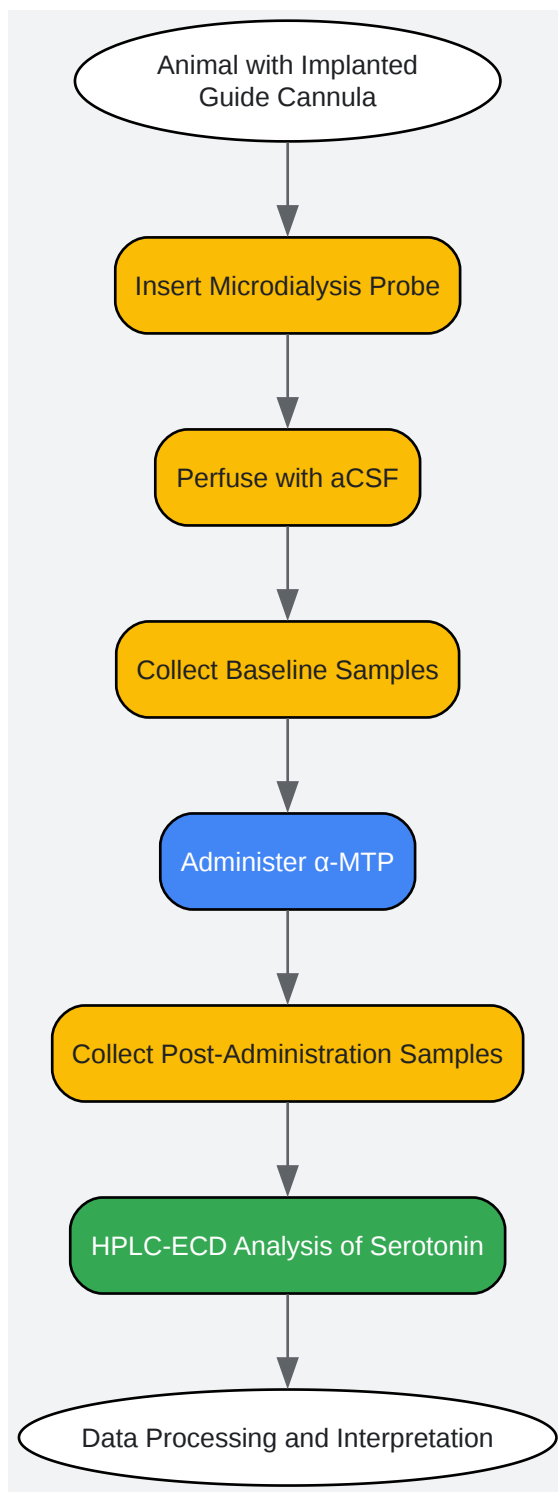 Animal with Implanted
Guide Cannula
Insert Microdialysis Probe
Perfuse with aCSF
Collect Baseline Samples
Administer α-MTP
Collect Post-Administration Samples
HPLC-ECD Analysis of Serotonin
Data Processing and Interpretation